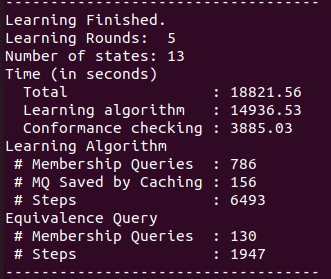 -----------------------------------
Learning Finished.
Learning Rounds:  5
Number of states: 13
Time (in seconds)
  Total                : 18821.56
  Learning algorithm   : 14936.53
  Conformance checking : 3885.03
Learning Algorithm
 # Membership Queries  : 786
 # MQ Saved by Caching : 156
 # Steps               : 6493
Equivalence Query
 # Membership Queries  : 130
 # Steps               : 1947
-----------------------------------